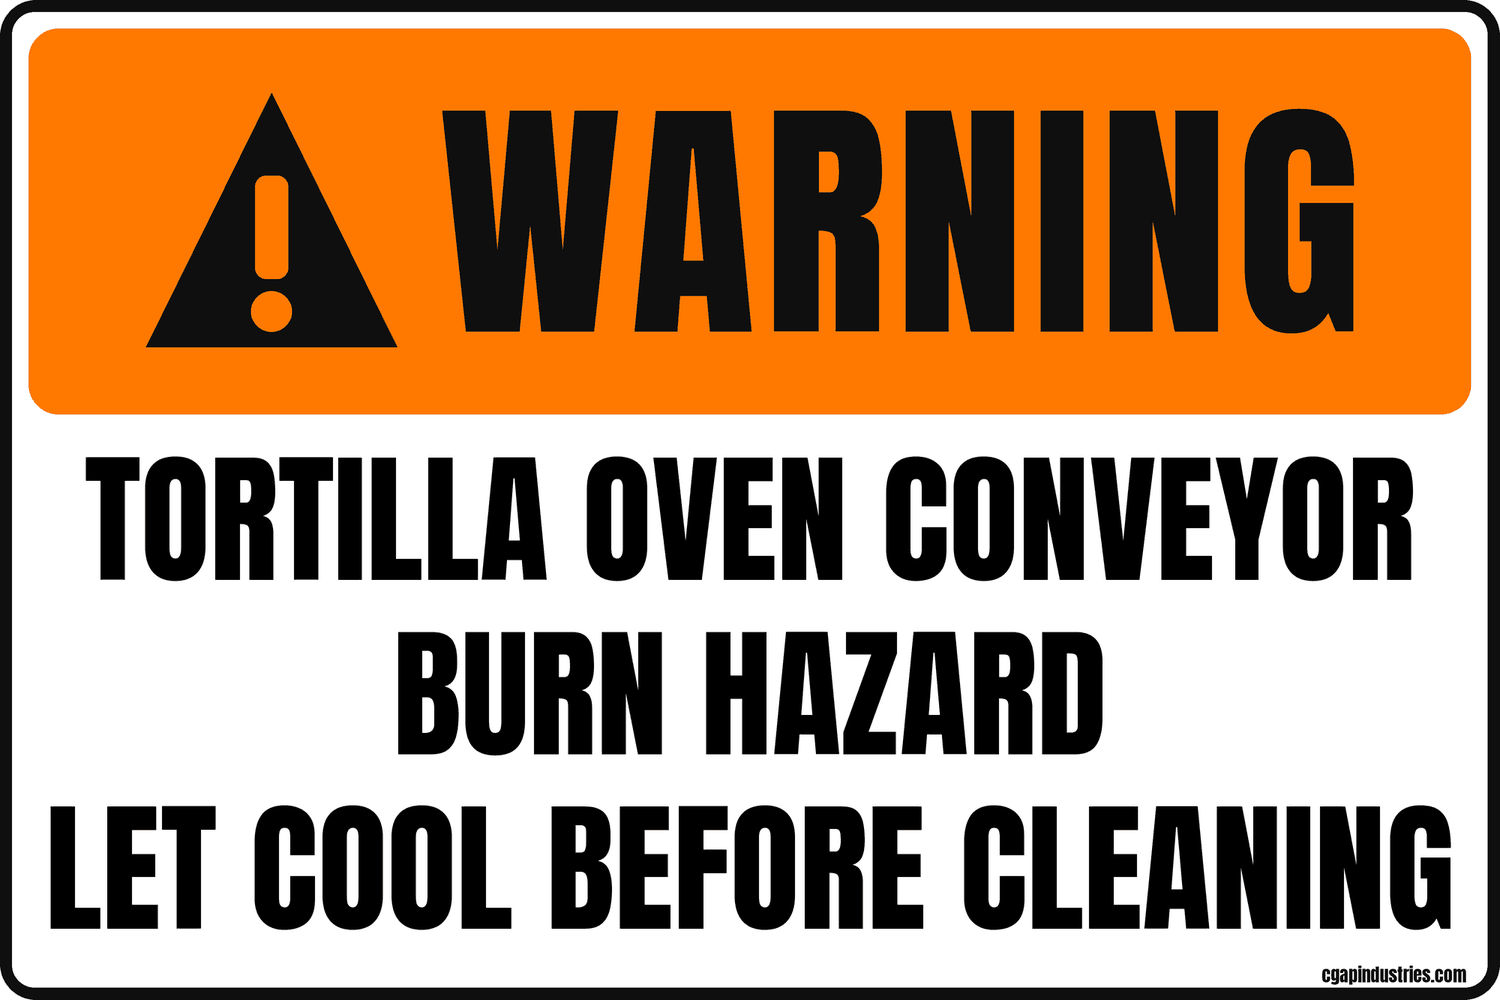 WARNING
TORTILLA OVEN CONVEYOR
BURN HAZARD
LET COOL BEFORE CLEANING
cgapindustries.com